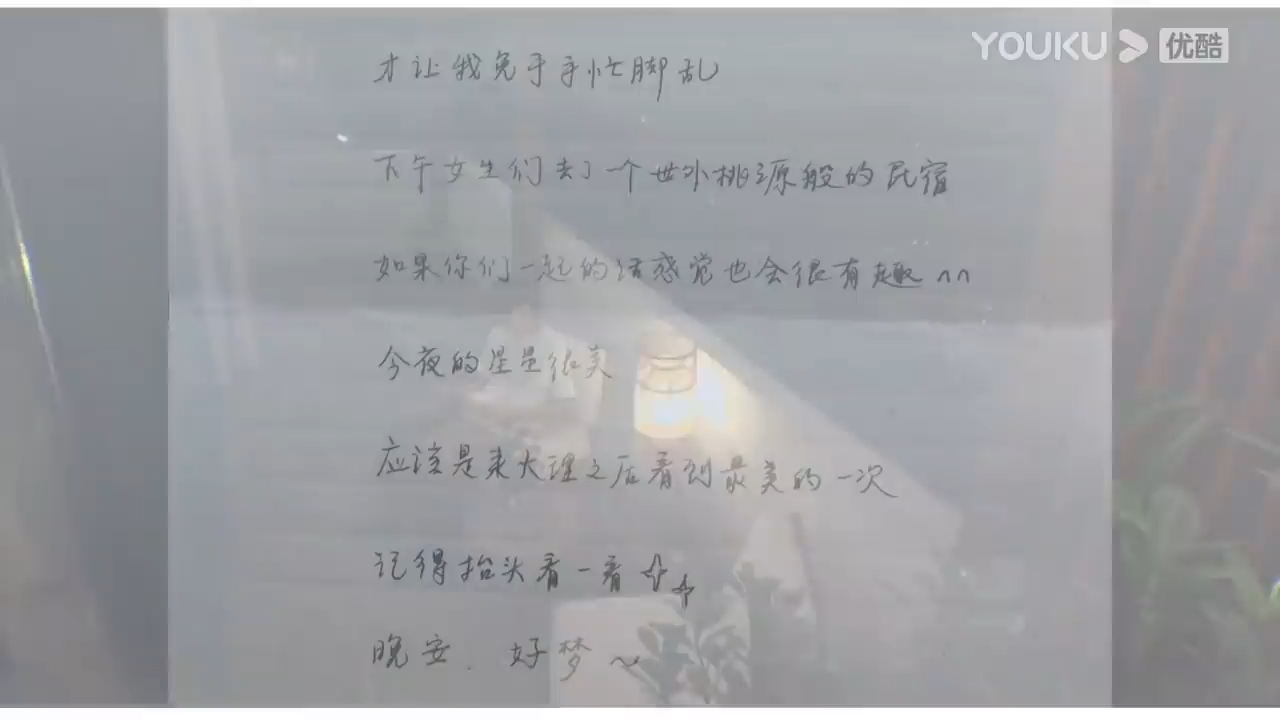 YOUKU 优酷
才让我免于手忙脚乱
下午女生们去了一个世外桃源般的民宿
如果你们一起的话感觉也会很有趣^^
今夜的星星很美
应该是来大理之后看到最美的一次
记得抬头看一看
晚安.好梦~